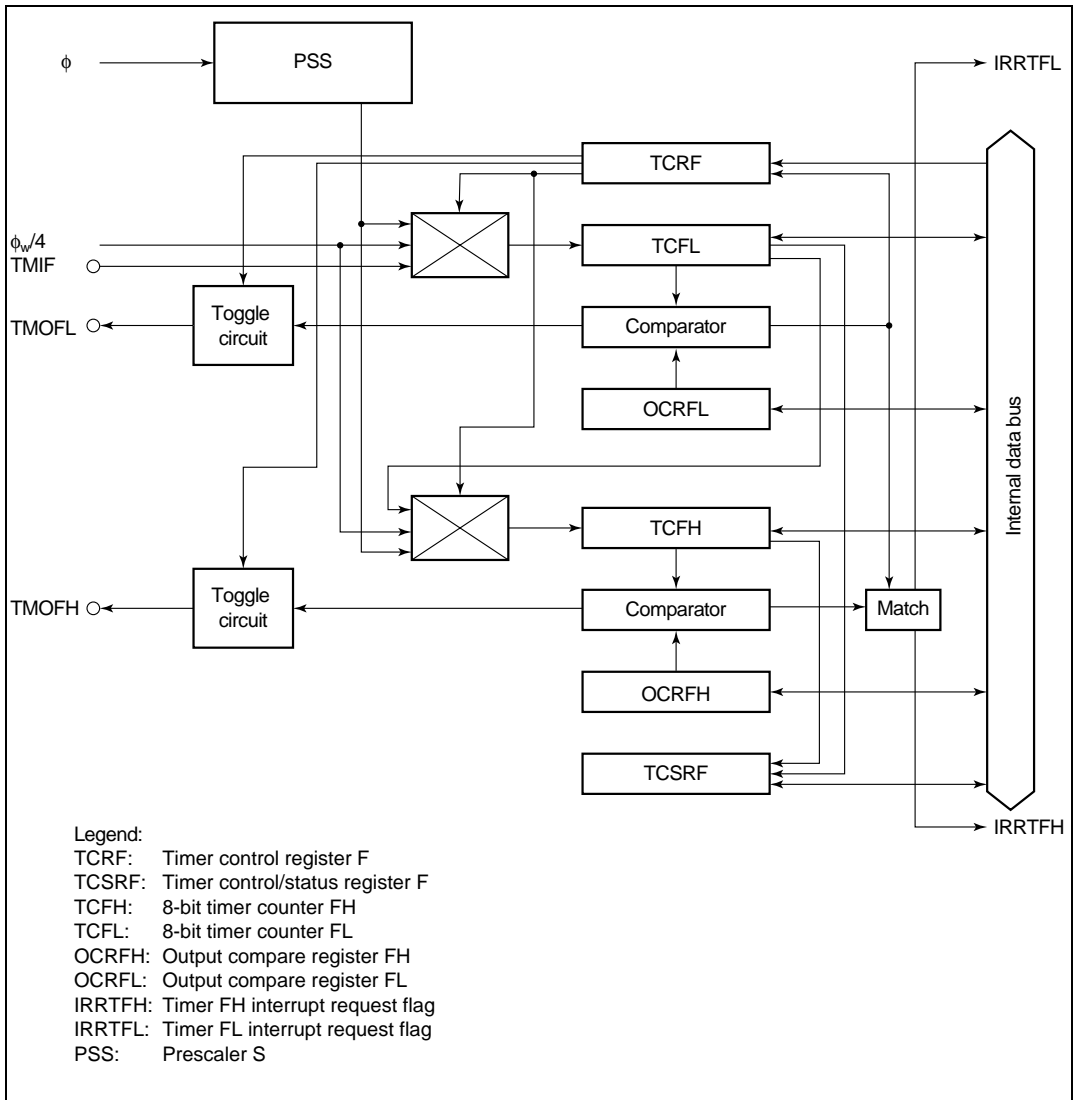 ϕ
PSS
IRRTFL
TCRF
ϕw/4
TMIF
TCFL
TMOFL
Toggle
circuit
Comparator
OCRFL
Internal data bus
TCFH
TMOFH
Toggle
circuit
Comparator
Match
OCRFH
TCSRF
IRRTFH
Legend:
TCRF: Timer control register F
TCSRF: Timer control/status register F
TCFH: 8-bit timer counter FH
TCFL: 8-bit timer counter FL
OCRFH: Output compare register FH
OCRFL: Output compare register FL
IRRTFH: Timer FH interrupt request flag
IRRTFL: Timer FL interrupt request flag
PSS: Prescaler S